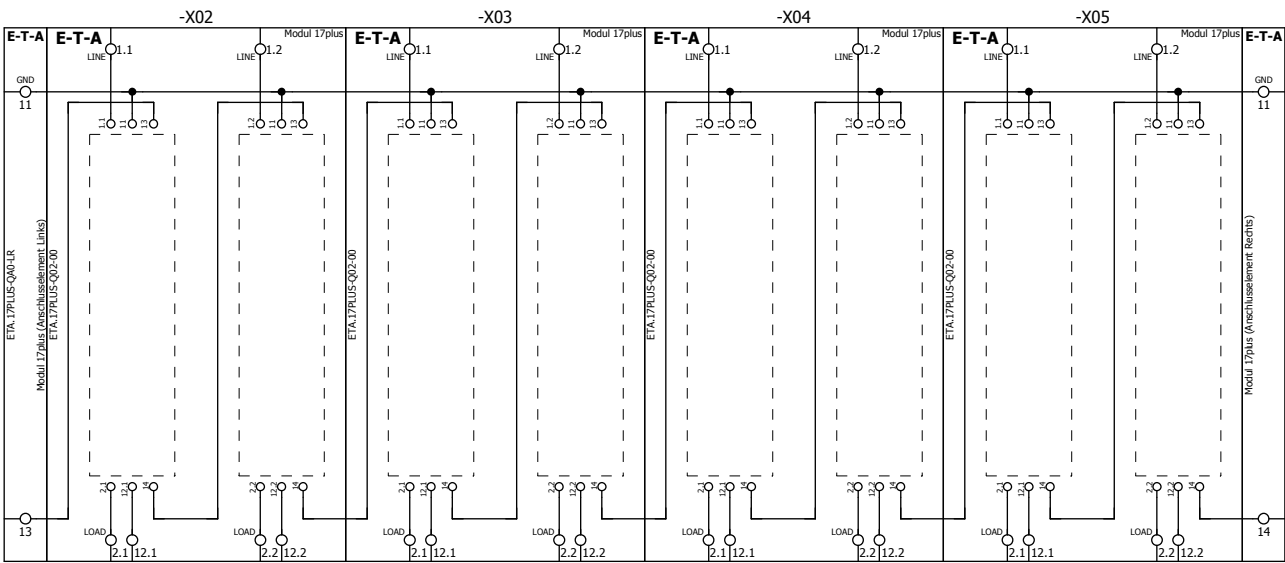 -X02 -X03 -X04 -X05
E-T-A E-T-A Modul 17plus E-T-A Modul 17plus E-T-A Modul 17plus E-T-A Modul 17plus E-T-A
1.1 1.2 1.1 1.2 1.1 1.2 1.1 1.2
LINE LINE LINE LINE LINE LINE LINE LINE
GND GND
11 11
1.1 11 13 1.2 11 13 1.1 11 13 1.2 11 13 1.1 11 13 1.2 11 13 1.1 11 13 1.2 11 13
ETA.17PLUS-QA0-LR
Modul 17plus (Anschlusselement Links)
ETA.17PLUS-Q02-00
ETA.17PLUS-Q02-00
ETA.17PLUS-Q02-00
ETA.17PLUS-Q02-00
Modul 17plus (Anschlusselement Rechts)
2.1 12.1 14 2.2 12.2 14 2.1 12.1 14 2.2 12.2 14 2.1 12.1 14 2.2 12.2 14 2.1 12.1 14 2.2 12.2 14
13 14
LOAD LOAD LOAD LOAD LOAD LOAD LOAD LOAD
2.1 12.1 2.2 12.2 2.1 12.1 2.2 12.2 2.1 12.1 2.2 12.2 2.1 12.1 2.2 12.2